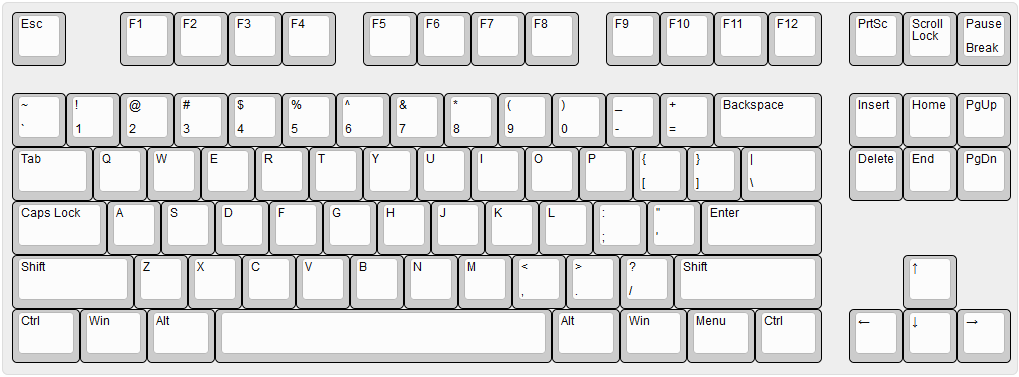 Esc F1 F2 F3 F4 F5 F6 F7 F8 F9 F10 F11 F12 PrtSc Scroll Lock Pause Break
~ ! @ # $ % ^ & * ( ) _ + Backspace Insert Home PgUp
` 1 2 3 4 5 6 7 8 9 0 - =
Tab Q W E R T Y U I O P { } | Delete End PgDn
[ ] \
Caps Lock A S D F G H J K L : " Enter
; '
Shift Z X C V B N M < > ? Shift ↑
, . /
Ctrl Win Alt Alt Win Menu Ctrl ← ↓ →